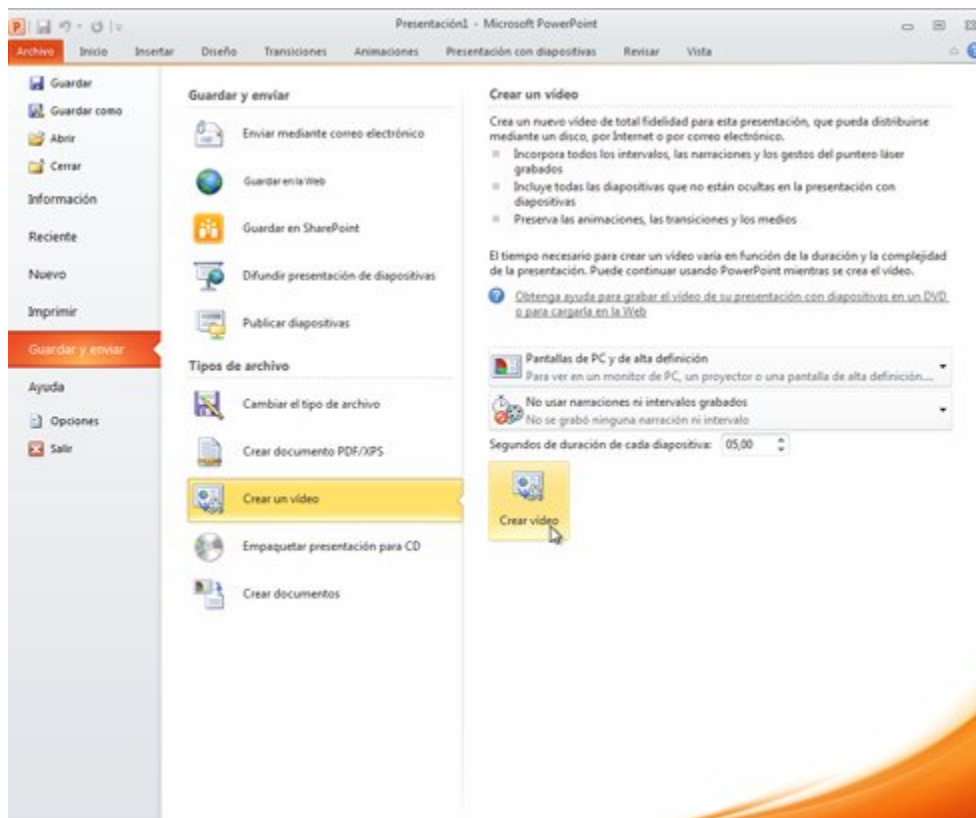 Presentación1 - Microsoft PowerPoint
Archivo Inicio Insertar Diseño Transiciones Animaciones Presentación con diapositivas Revisar Vista
Guardar
Guardar como
Abrir
Cerrar
Información
Reciente
Nuevo
Imprimir
Guardar y enviar
Ayuda
Opciones
Salir
Guardar y enviar
Enviar mediante correo electrónico
Guardar en la Web
Guardar en SharePoint
Difundir presentación de diapositivas
Publicar diapositivas
Tipos de archivo
Cambiar el tipo de archivo
Crear documento PDF/XPS
Crear un vídeo
Empaquetar presentación para CD
Crear documentos
Crear un vídeo
Crea un nuevo vídeo de total fidelidad para esta presentación, que pueda distribuirse
mediante un disco, por Internet o por correo electrónico.
Incorpora todos los intervalos, las narraciones y los gestos del puntero láser
grabados
Incluye todas las diapositivas que no están ocultas en la presentación con
diapositivas
Preserva las animaciones, las transiciones y los medios
El tiempo necesario para crear un vídeo varía en función de la duración y la complejidad
de la presentación. Puede continuar usando PowerPoint mientras se crea el vídeo.
Obtenga ayuda para grabar el vídeo de su presentación con diapositivas en un DVD
o para cargarla en la Web
Pantallas de PC y de alta definición
Para ver en un monitor de PC, un proyector o una pantalla de alta definición....
No usar narraciones ni intervalos grabados
No se grabó ninguna narración ni intervalo
Segundos de duración de cada diapositiva: 05,00
Crear vídeo